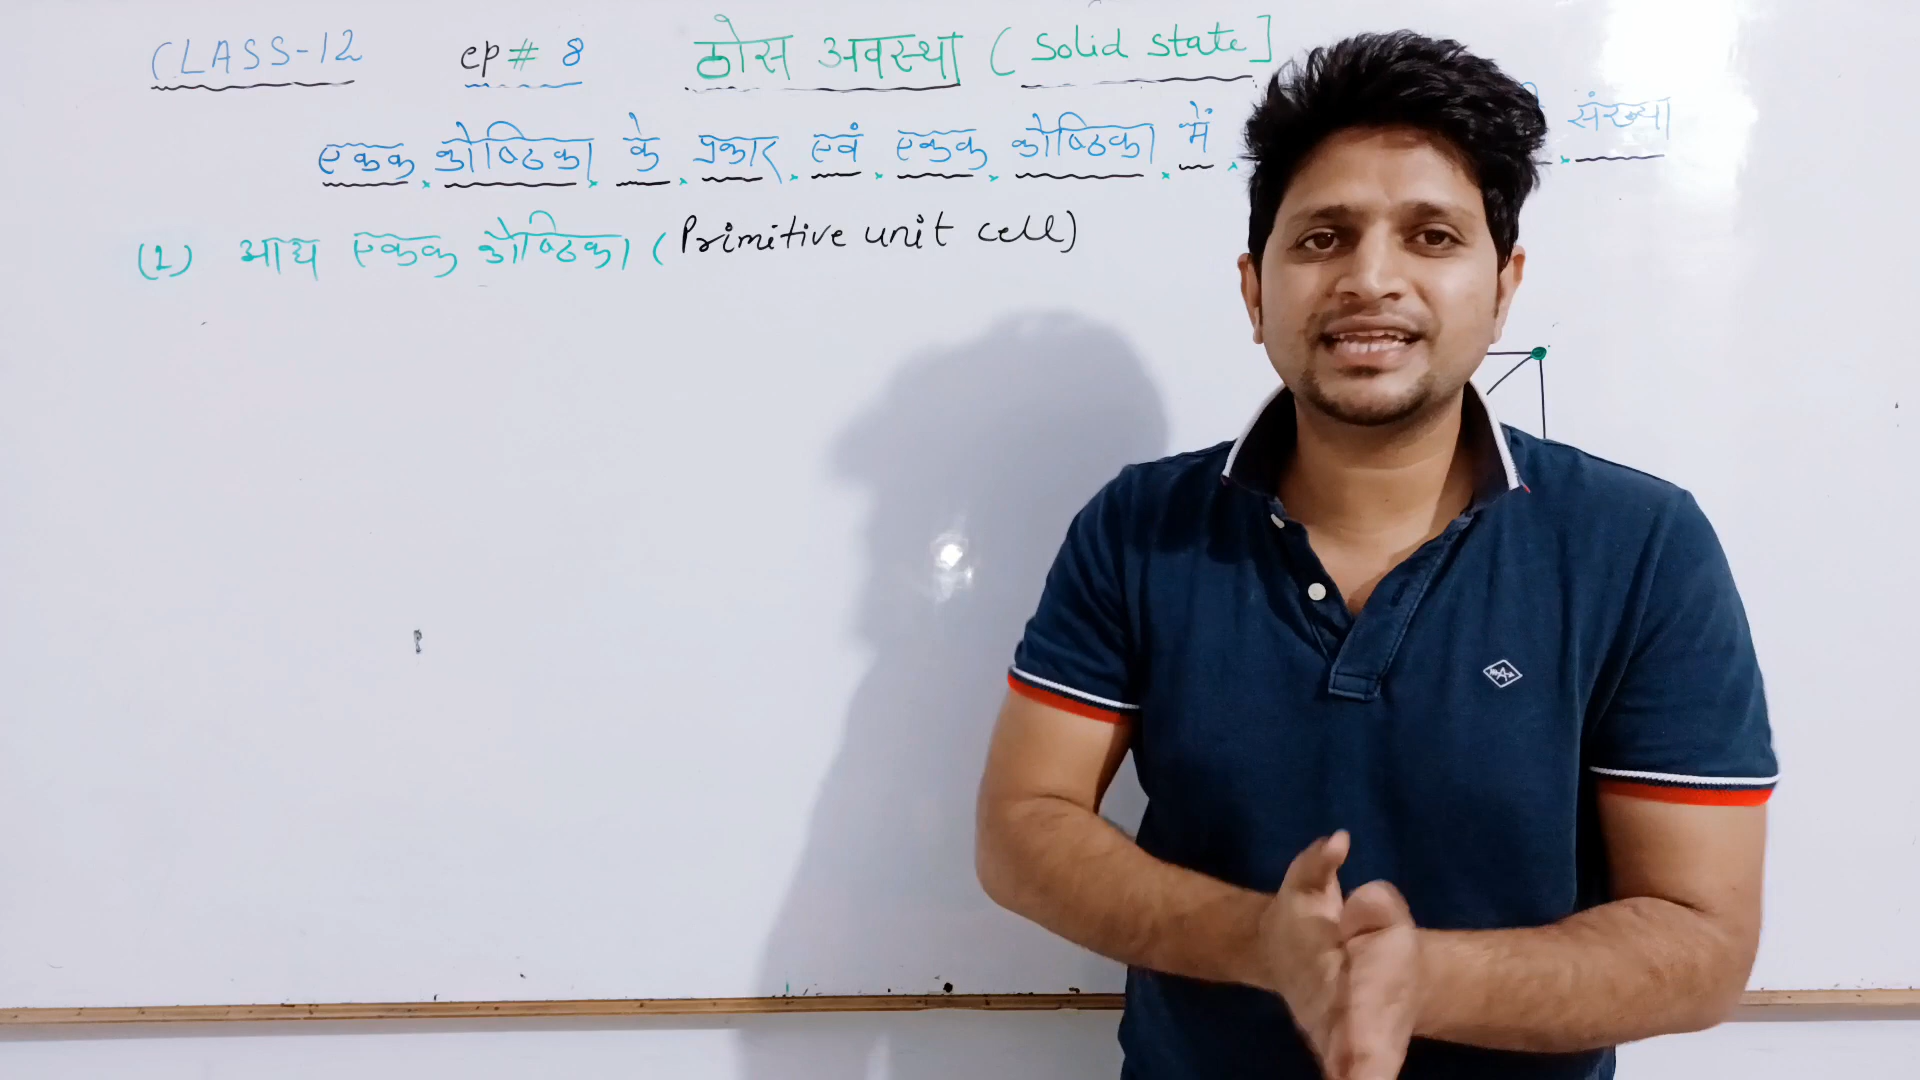 CLASS-12 ep# 8 ठोस अवस्था (Solid state]
एकक कोष्ठिका के प्रकार एवं एकक कोष्ठिका में संख्या
(1) आद्य एकक कोष्ठिका (Primitive unit cell)